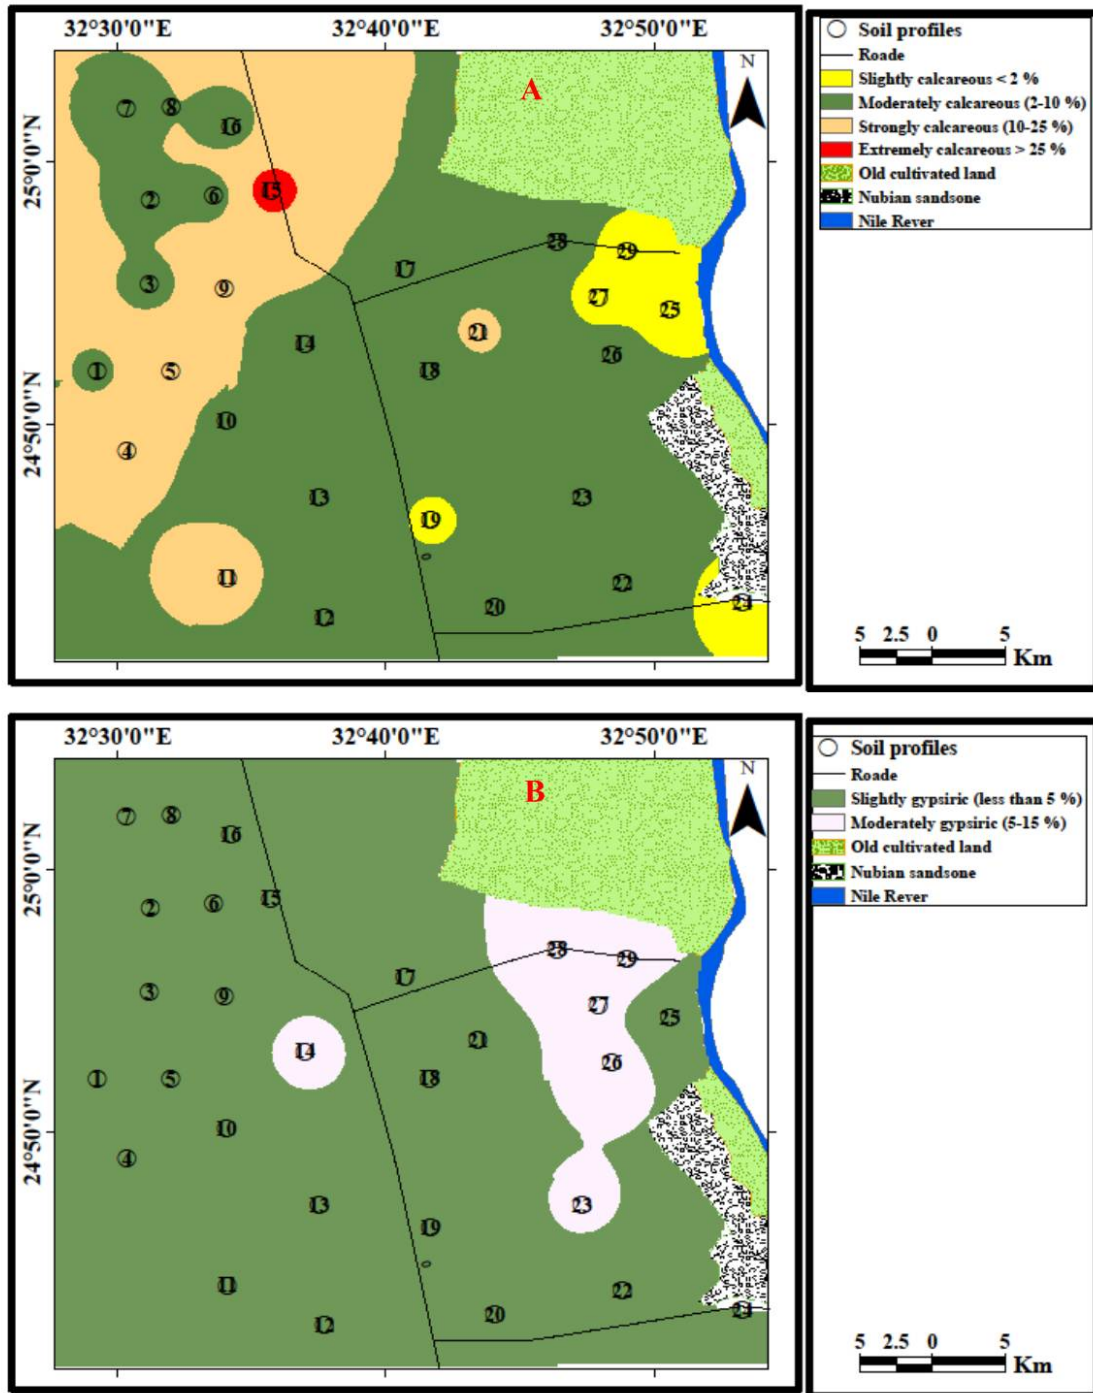 32°30'0"E 32°40'0"E 32°50'0"E
N
A
25°0'0"N
24°50'0"N
7 8 16
2 6 15
3 9 17 28 29
27 25
14 21 26
1 5 18
10
4
13 19 23
11 22
12 20 24
Soil profiles
Roade
Slightly calcareous < 2 %
Moderately calcareous (2-10 %)
Strongly calcareous (10-25 %)
Extremely calcareous > 25 %
Old cultivated land
Nubian sandsone
Nile Rever
5 2.5 0 5
Km
32°30'0"E 32°40'0"E 32°50'0"E
N
B
25°0'0"N
24°50'0"N
7 8 16
2 6 15
3 9 17 28 29
27 25
14 21 26
1 5 18
10
4
13 19 23
11 22
12 20 24
Soil profiles
Roade
Slightly gypsiric (less than 5 %)
Moderately gypsiric (5-15 %)
Old cultivated land
Nubian sandsone
Nile Rever
5 2.5 0 5
Km